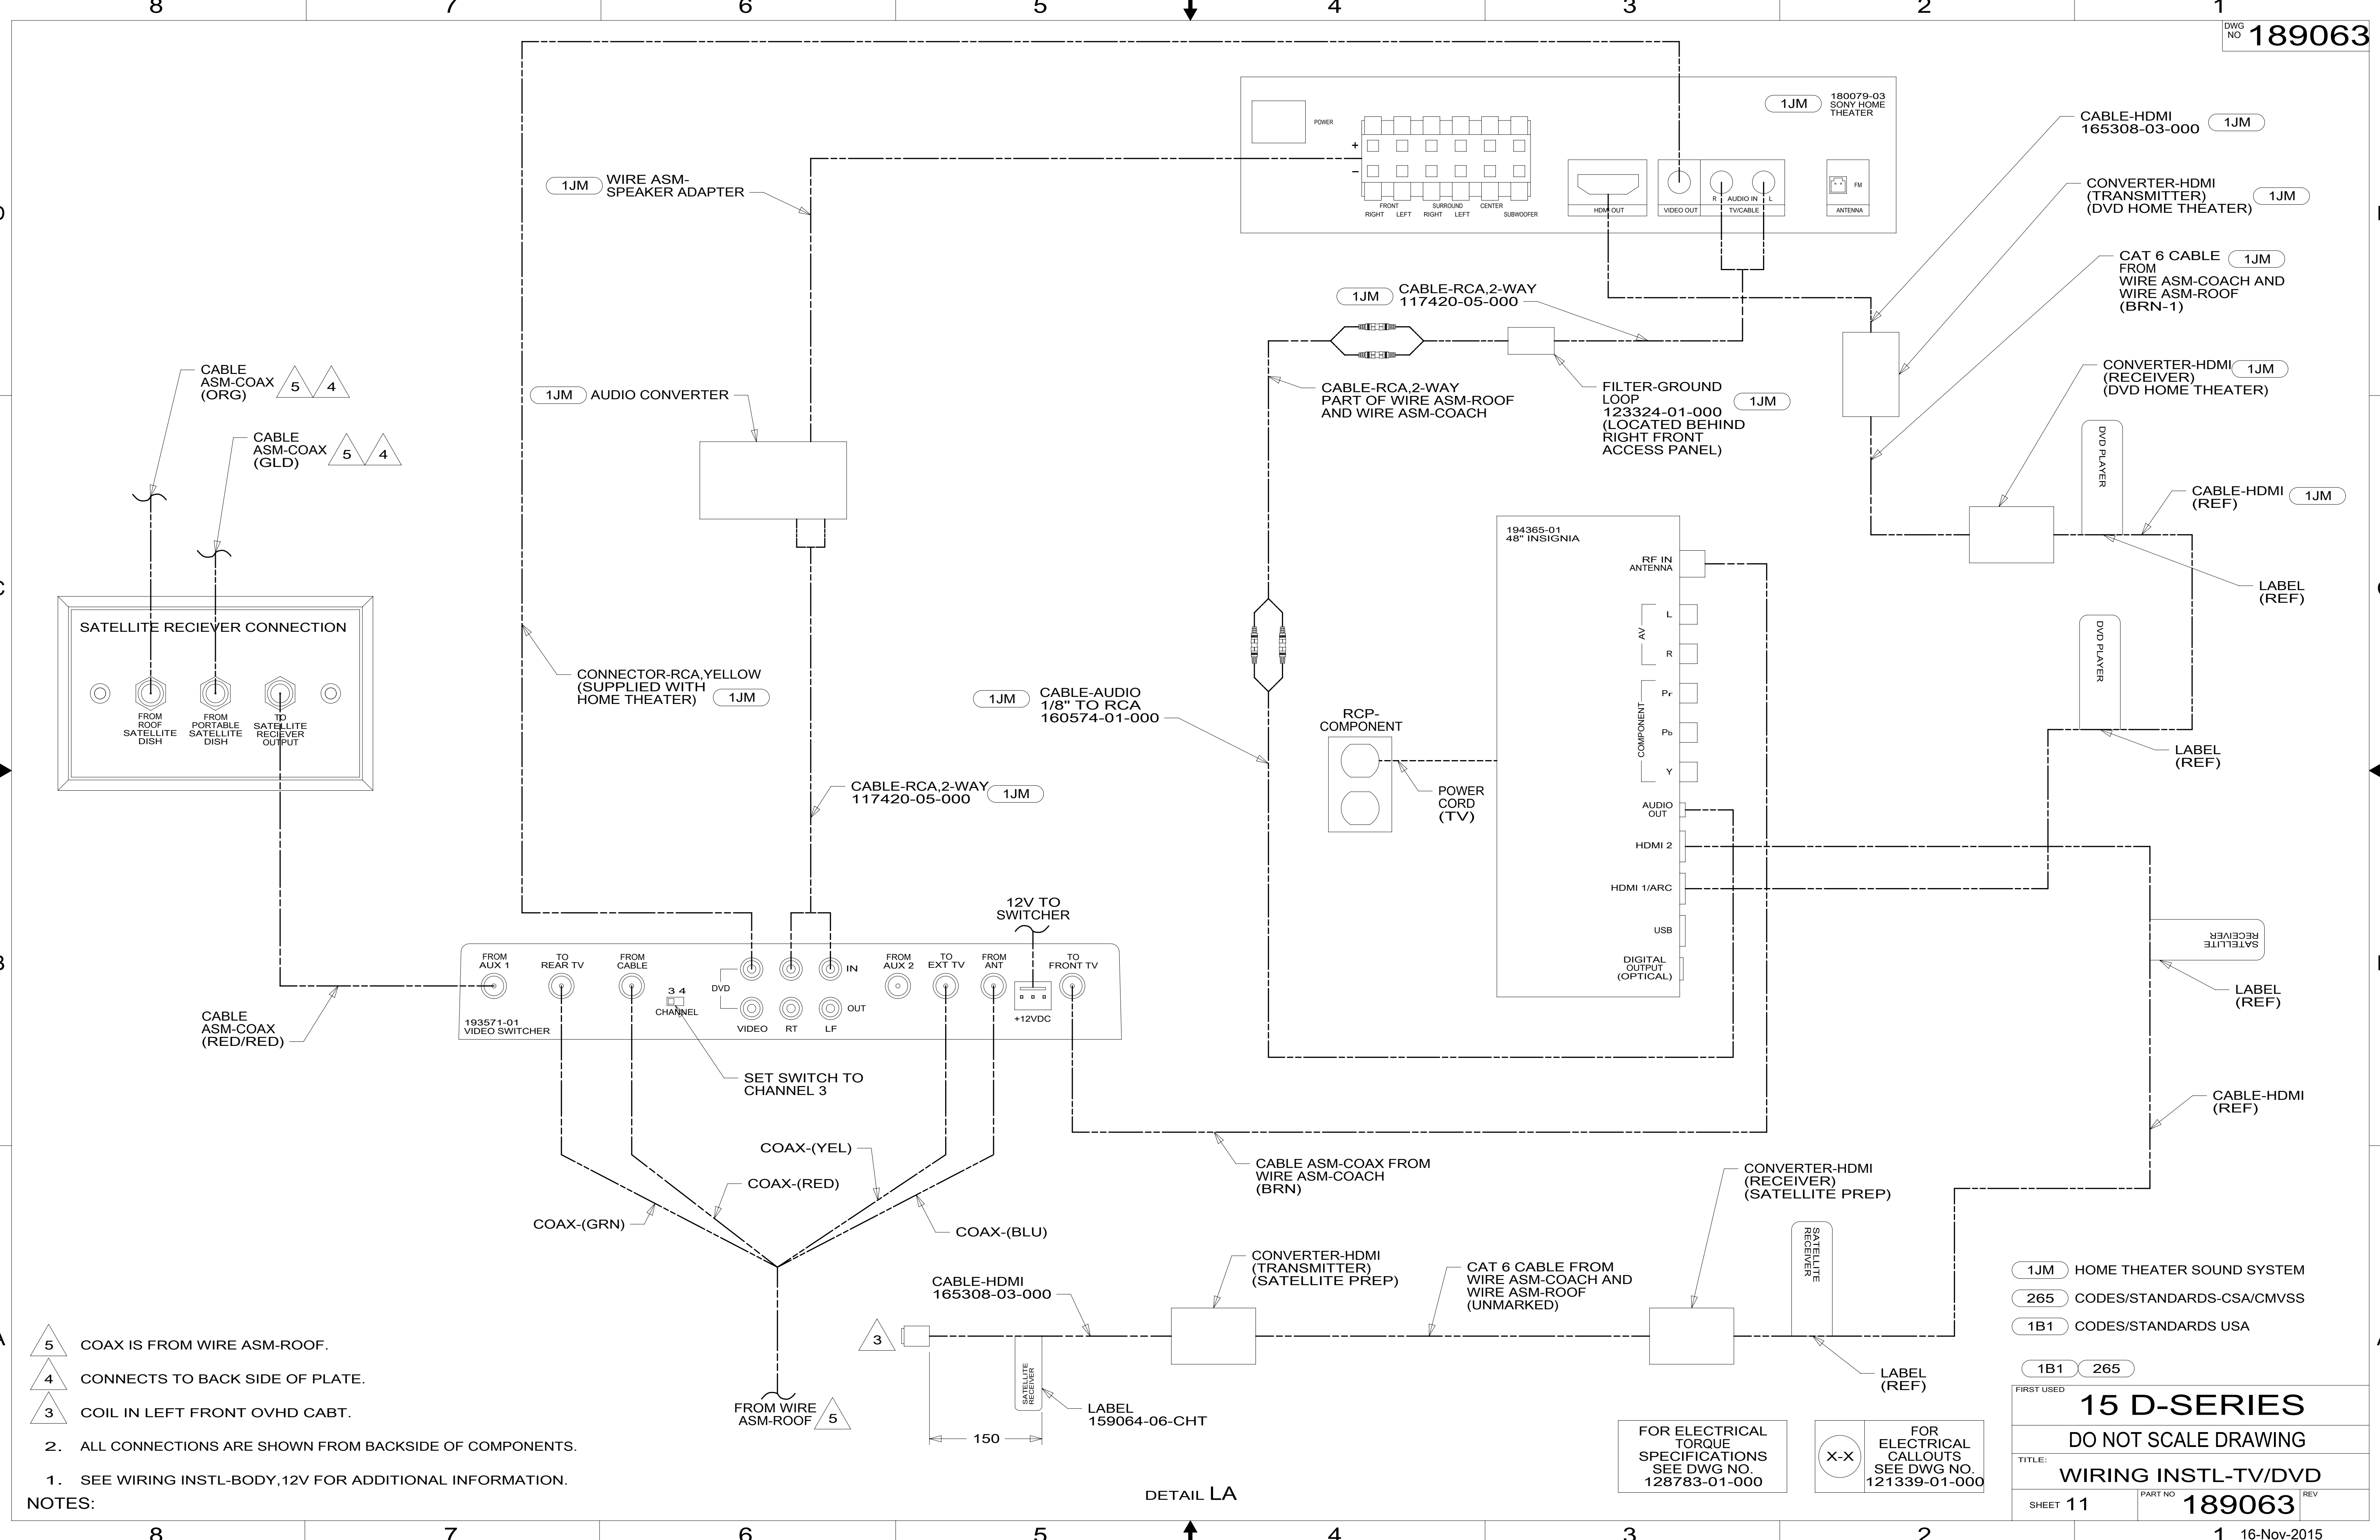 8 7 6 5 4 3 2 1
DWG
NO 189063
1JM 180079-03
SONY HOME
THEATER
POWER
+
−
FRONT
SURROUND
CENTER
RIGHT LEFT RIGHT LEFT SUBWOOFER
HDMI OUT
VIDEO OUT
R AUDIO IN L
TV/CABLE
FM
ANTENNA
CABLE-HDMI
165308-03-000 1JM
CONVERTER-HDMI
(TRANSMITTER) 1JM
(DVD HOME THEATER)
CAT 6 CABLE 1JM
FROM
WIRE ASM-COACH AND
WIRE ASM-ROOF
(BRN-1)
CONVERTER-HDMI 1JM
(RECEIVER)
(DVD HOME THEATER)
DVD PLAYER
CABLE-HDMI 1JM
(REF)
LABEL
(REF)
DVD PLAYER
LABEL
(REF)
1JM WIRE ASM-
SPEAKER ADAPTER
1JM CABLE-RCA,2-WAY
117420-05-000
CABLE-RCA,2-WAY
PART OF WIRE ASM-ROOF
AND WIRE ASM-COACH
FILTER-GROUND
LOOP 1JM
123324-01-000
(LOCATED BEHIND
RIGHT FRONT
ACCESS PANEL)
1JM AUDIO CONVERTER
CABLE
ASM-COAX 5 4
(ORG)
CABLE
ASM-COAX 5 4
(GLD)
SATELLITE RECIEVER CONNECTION
FROM
ROOF
SATELLITE
DISH
FROM
PORTABLE
SATELLITE
DISH
TO
SATELLITE
RECIEVER
OUTPUT
CONNECTOR-RCA,YELLOW
(SUPPLIED WITH
HOME THEATER) 1JM
1JM CABLE-AUDIO
1/8" TO RCA
160574-01-000
CABLE-RCA,2-WAY 1JM
117420-05-000
RCP-
COMPONENT
POWER
CORD
(TV)
194365-01
48" INSIGNIA
RF IN
ANTENNA
L
AV
R
Pr
COMPONENT
Pb
Y
AUDIO
OUT
HDMI 2
HDMI 1/ARC
USB
DIGITAL
OUTPUT
(OPTICAL)
SATELLITE
RECEIVER
LABEL
(REF)
CABLE-HDMI
(REF)
CABLE
ASM-COAX
(RED/RED)
12V TO
SWITCHER
FROM
AUX 1
TO
REAR TV
FROM
CABLE
3 4
CHANNEL
DVD
IN
OUT
VIDEO RT LF
FROM
AUX 2
TO
EXT TV
FROM
ANT
+12VDC
TO
FRONT TV
193571-01
VIDEO SWITCHER
SET SWITCH TO
CHANNEL 3
COAX-(YEL)
COAX-(RED)
COAX-(GRN)
COAX-(BLU)
FROM WIRE
ASM-ROOF 5
CABLE ASM-COAX FROM
WIRE ASM-COACH
(BRN)
3
CABLE-HDMI
165308-03-000
SATELLITE
RECEIVER
LABEL
159064-06-CHT
150
CONVERTER-HDMI
(TRANSMITTER)
(SATELLITE PREP)
CAT 6 CABLE FROM
WIRE ASM-COACH AND
WIRE ASM-ROOF
(UNMARKED)
CONVERTER-HDMI
(RECEIVER)
(SATELLITE PREP)
SATELLITE
RECEIVER
LABEL
(REF)
1JM HOME THEATER SOUND SYSTEM
265 CODES/STANDARDS-CSA/CMVSS
1B1 CODES/STANDARDS USA
1B1 265
5 COAX IS FROM WIRE ASM-ROOF.
4 CONNECTS TO BACK SIDE OF PLATE.
3 COIL IN LEFT FRONT OVHD CABT.
2. ALL CONNECTIONS ARE SHOWN FROM BACKSIDE OF COMPONENTS.
1. SEE WIRING INSTL-BODY,12V FOR ADDITIONAL INFORMATION.
NOTES:
DETAIL LA
FOR ELECTRICAL
TORQUE
SPECIFICATIONS
SEE DWG NO.
128783-01-000
X-X
FOR
ELECTRICAL
CALLOUTS
SEE DWG NO.
121339-01-000
FIRST USED
15 D-SERIES
DO NOT SCALE DRAWING
TITLE:
WIRING INSTL-TV/DVD
SHEET 11 PART NO 189063 REV
8 7 6 5 4 3 2 1
16-Nov-2015